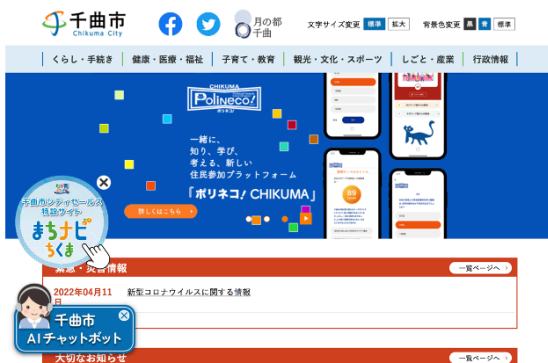 千曲市
Chikuma City
月の都
千曲
文字サイズ変更 標準 拡大
背景色変更 黒 青 標準
くらし・手続き
健康・医療・福祉
子育て・教育
観光・文化・スポーツ
しごと・産業
行政情報
CHIKUMA
Polineco!
ポリネコ!
一緒に、
知り、学び、
考える、新しい
住民参加プラットフォーム
「ポリネコ! CHIKUMA」
詳しくはこちら
千曲市シティセールス
特設サイト
まちナビ
ちくま
緊急・災害情報
一覧ページへ
2022年04月11
日
新型コロナウイルスに関する情報
千曲市
AIチャットボット
大切なお知らせ
一覧ページへ